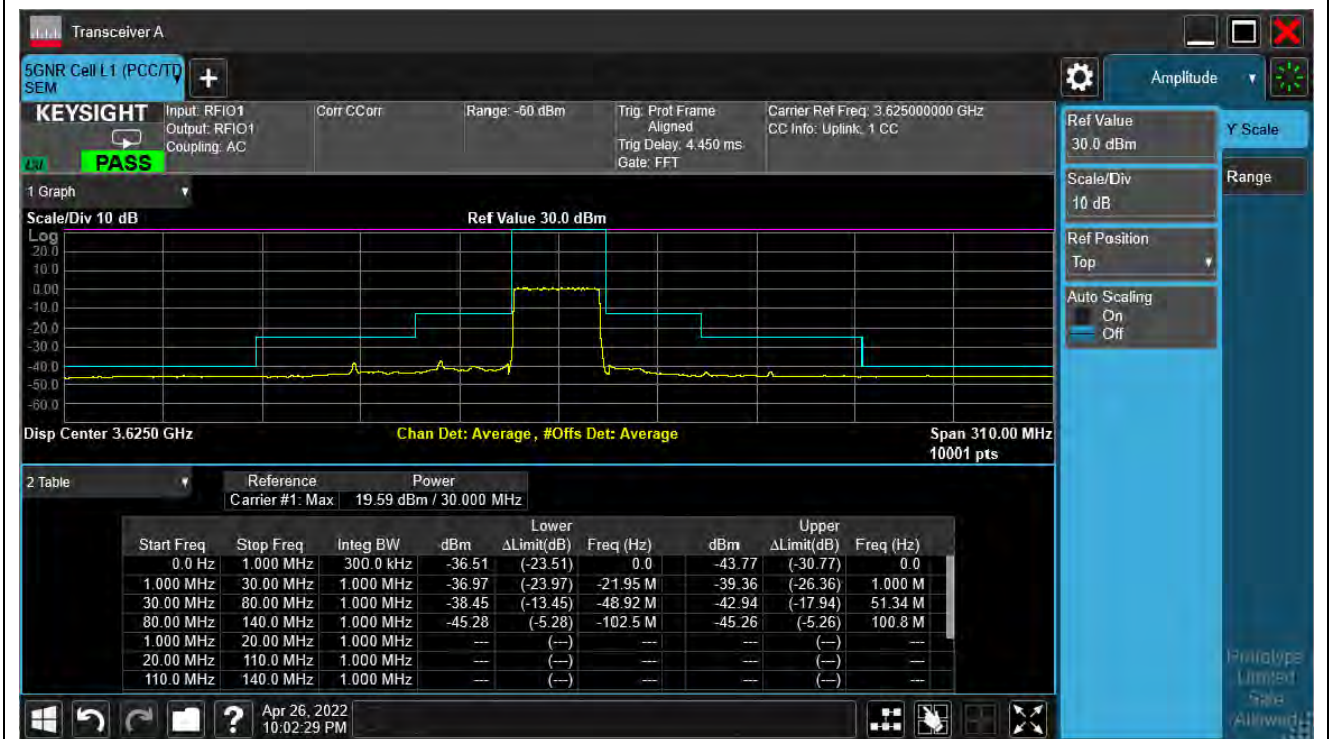 Transceiver A
5GNR Cell L1 (PCC/TD
SEM
+
Amplitude
KEYSIGHT
PASS
Input: RFIO1
Output: RFIO1
Coupling: AC
Corr CCorr
Range: -60 dBm
Trig: Prot Frame
Aligned
Trig Delay: 4.450 ms
Gate: FFT
Carrier Ref Freq: 3.625000000 GHz
CC Info: Uplink, 1 CC
Ref Value
30.0 dBm
Scale/Div
10 dB
Ref Position
Top
Auto Scaling
On
Off
Y Scale
Range
1 Graph
Scale/Div 10 dB
Ref Value 30.0 dBm
Log
20.0
10.0
0.00
-10.0
-20.0
-30.0
-40.0
-50.0
-60.0
Disp Center 3.6250 GHz
Chan Det: Average , #Offs Det: Average
Span 310.00 MHz
10001 pts
2 Table
Reference Power
Carrier #1: Max 19.59 dBm / 30.000 MHz
Lower Upper
Start Freq Stop Freq Integ BW dBm ΔLimit(dB) Freq (Hz) dBm ΔLimit(dB) Freq (Hz)
0.0 Hz 1.000 MHz 300.0 kHz -36.51 (-23.51) 0.0 -43.77 (-30.77) 0.0
1.000 MHz 30.00 MHz 1.000 MHz -36.97 (-23.97) -21.95 M -39.36 (-26.36) 1.000 M
30.00 MHz 80.00 MHz 1.000 MHz -38.45 (-13.45) -48.92 M -42.94 (-17.94) 51.34 M
80.00 MHz 140.0 MHz 1.000 MHz -45.28 (-5.28) -102.5 M -45.26 (-5.26) 100.8 M
1.000 MHz 20.00 MHz 1.000 MHz --- (---) --- --- (---) ---
20.00 MHz 110.0 MHz 1.000 MHz --- (---) --- --- (---) ---
110.0 MHz 140.0 MHz 1.000 MHz --- (---) --- --- (---) ---
Prototype
Limited
Sale
Allowed
?
Apr 26, 2022
10:02:29 PM